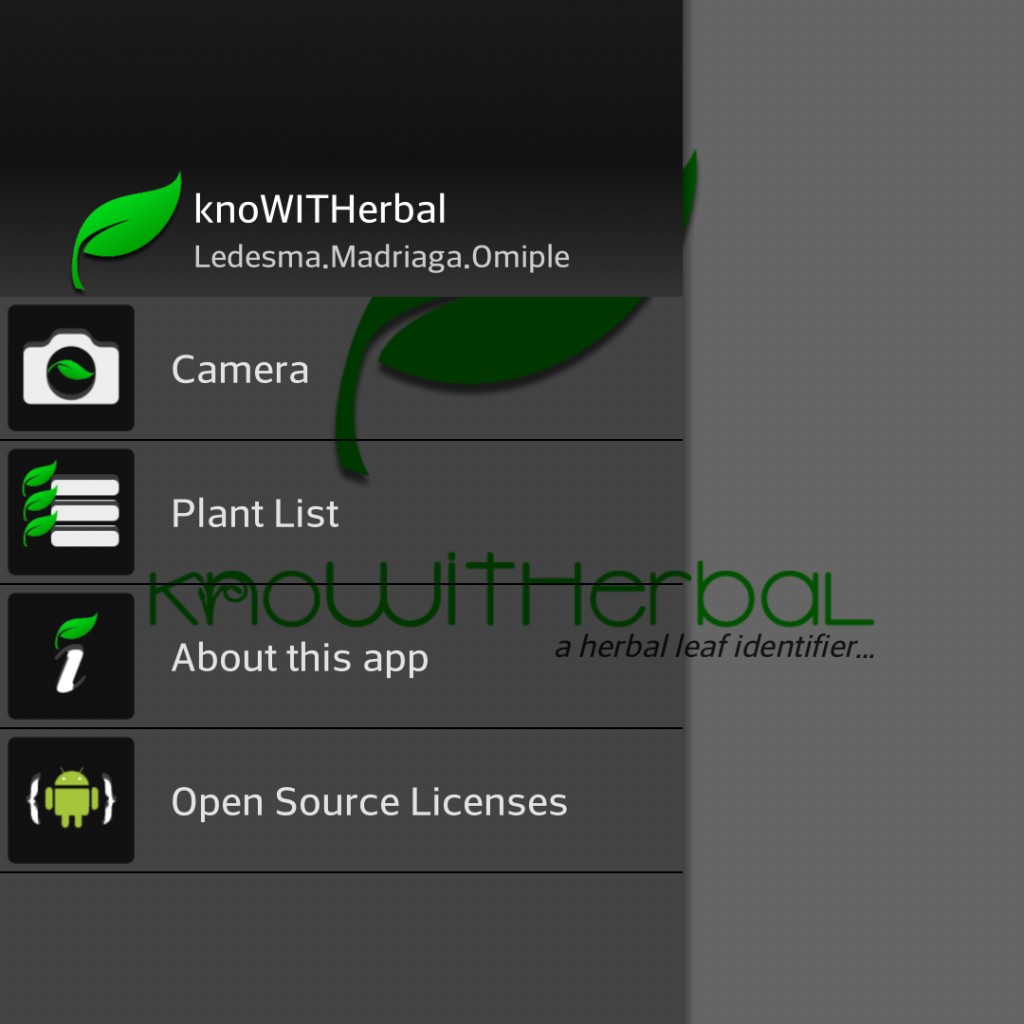 knoWITHerbal
Ledesma.Madriaga.Omiple
Camera
Plant List
knoWiTHerbaL
a herbal leaf identifier...
About this app
Open Source Licenses